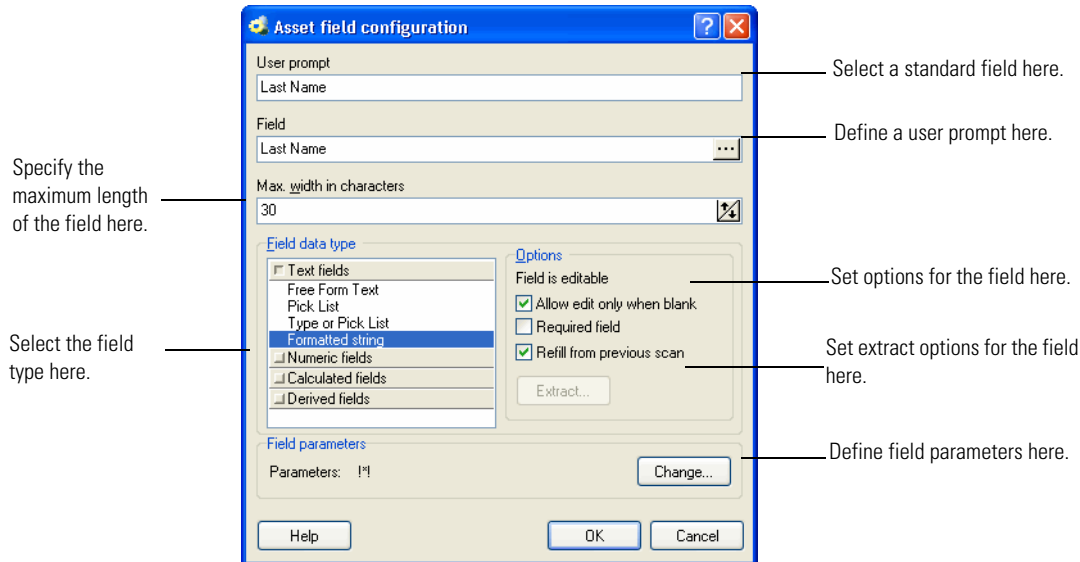 Asset field configuration
User prompt
Last Name
Select a standard field here.
Field
Last Name
...
Define a user prompt here.
Specify the
maximum length
of the field here.
Max. width in characters
30
Field data type
Text fields
Free Form Text
Pick List
Type or Pick List
Formatted string
Numeric fields
Calculated fields
Derived fields
Select the field
type here.
Options
Field is editable
Allow edit only when blank
Required field
Refill from previous scan
Extract...
Set options for the field here.
Set extract options for the field
here.
Field parameters
Parameters: !*!
Change...
Define field parameters here.
Help
OK
Cancel